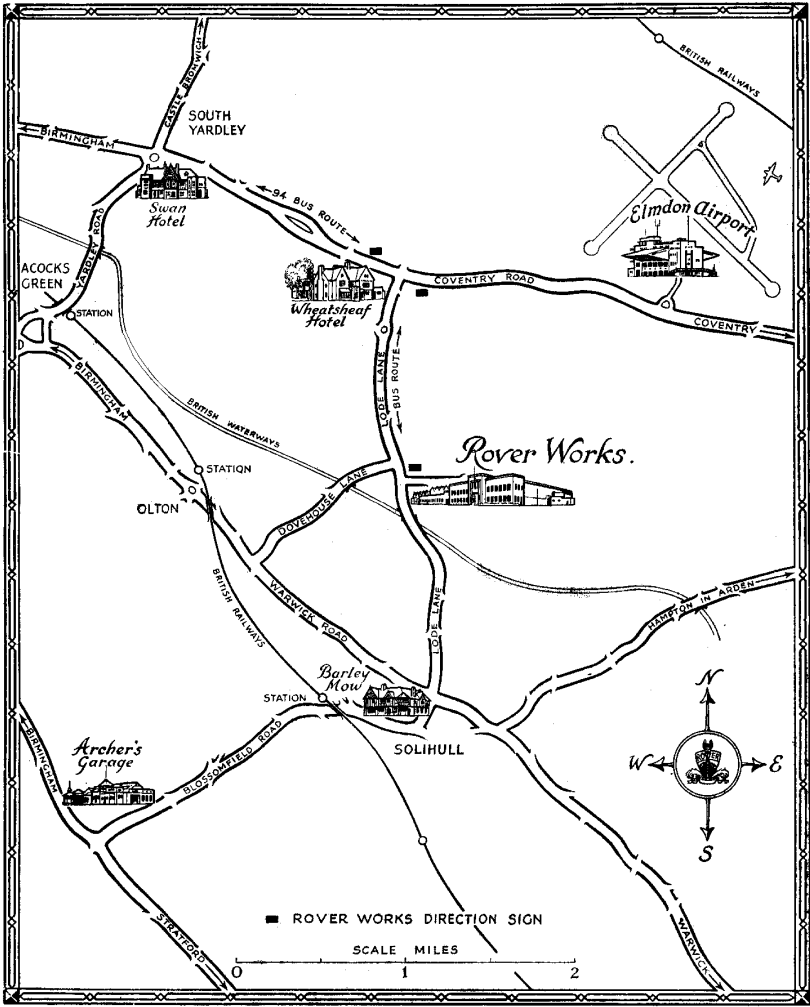 BRITISH RAILWAYS
CASTLE BROMWICH
SOUTH
YARDLEY
BIRMINGHAM
Swan
Hotel
94 BUS ROUTE
Elmdon Airport
YARDLEY ROAD
ACOCKS
GREEN
STATION
Wheatsheaf
Hotel
COVENTRY ROAD
COVENTRY
BIRMINGHAM
LODE LANE
BUS ROUTE
BRITISH WATERWAYS
Rover Works.
STATION
OLTON
DOVEHOUSE LANE
BRITISH RAILWAYS
WARWICK ROAD
LODE LANE
HAMPTON IN ARDEN
Barley
Mow
STATION
SOLIHULL
BIRMINGHAM
Archer's
Garage
BLOSSOMFIELD ROAD
N
W
ROVER
E
S
STRATFORD
WARWICK
ROVER WORKS DIRECTION SIGN
SCALE MILES
0 1 2